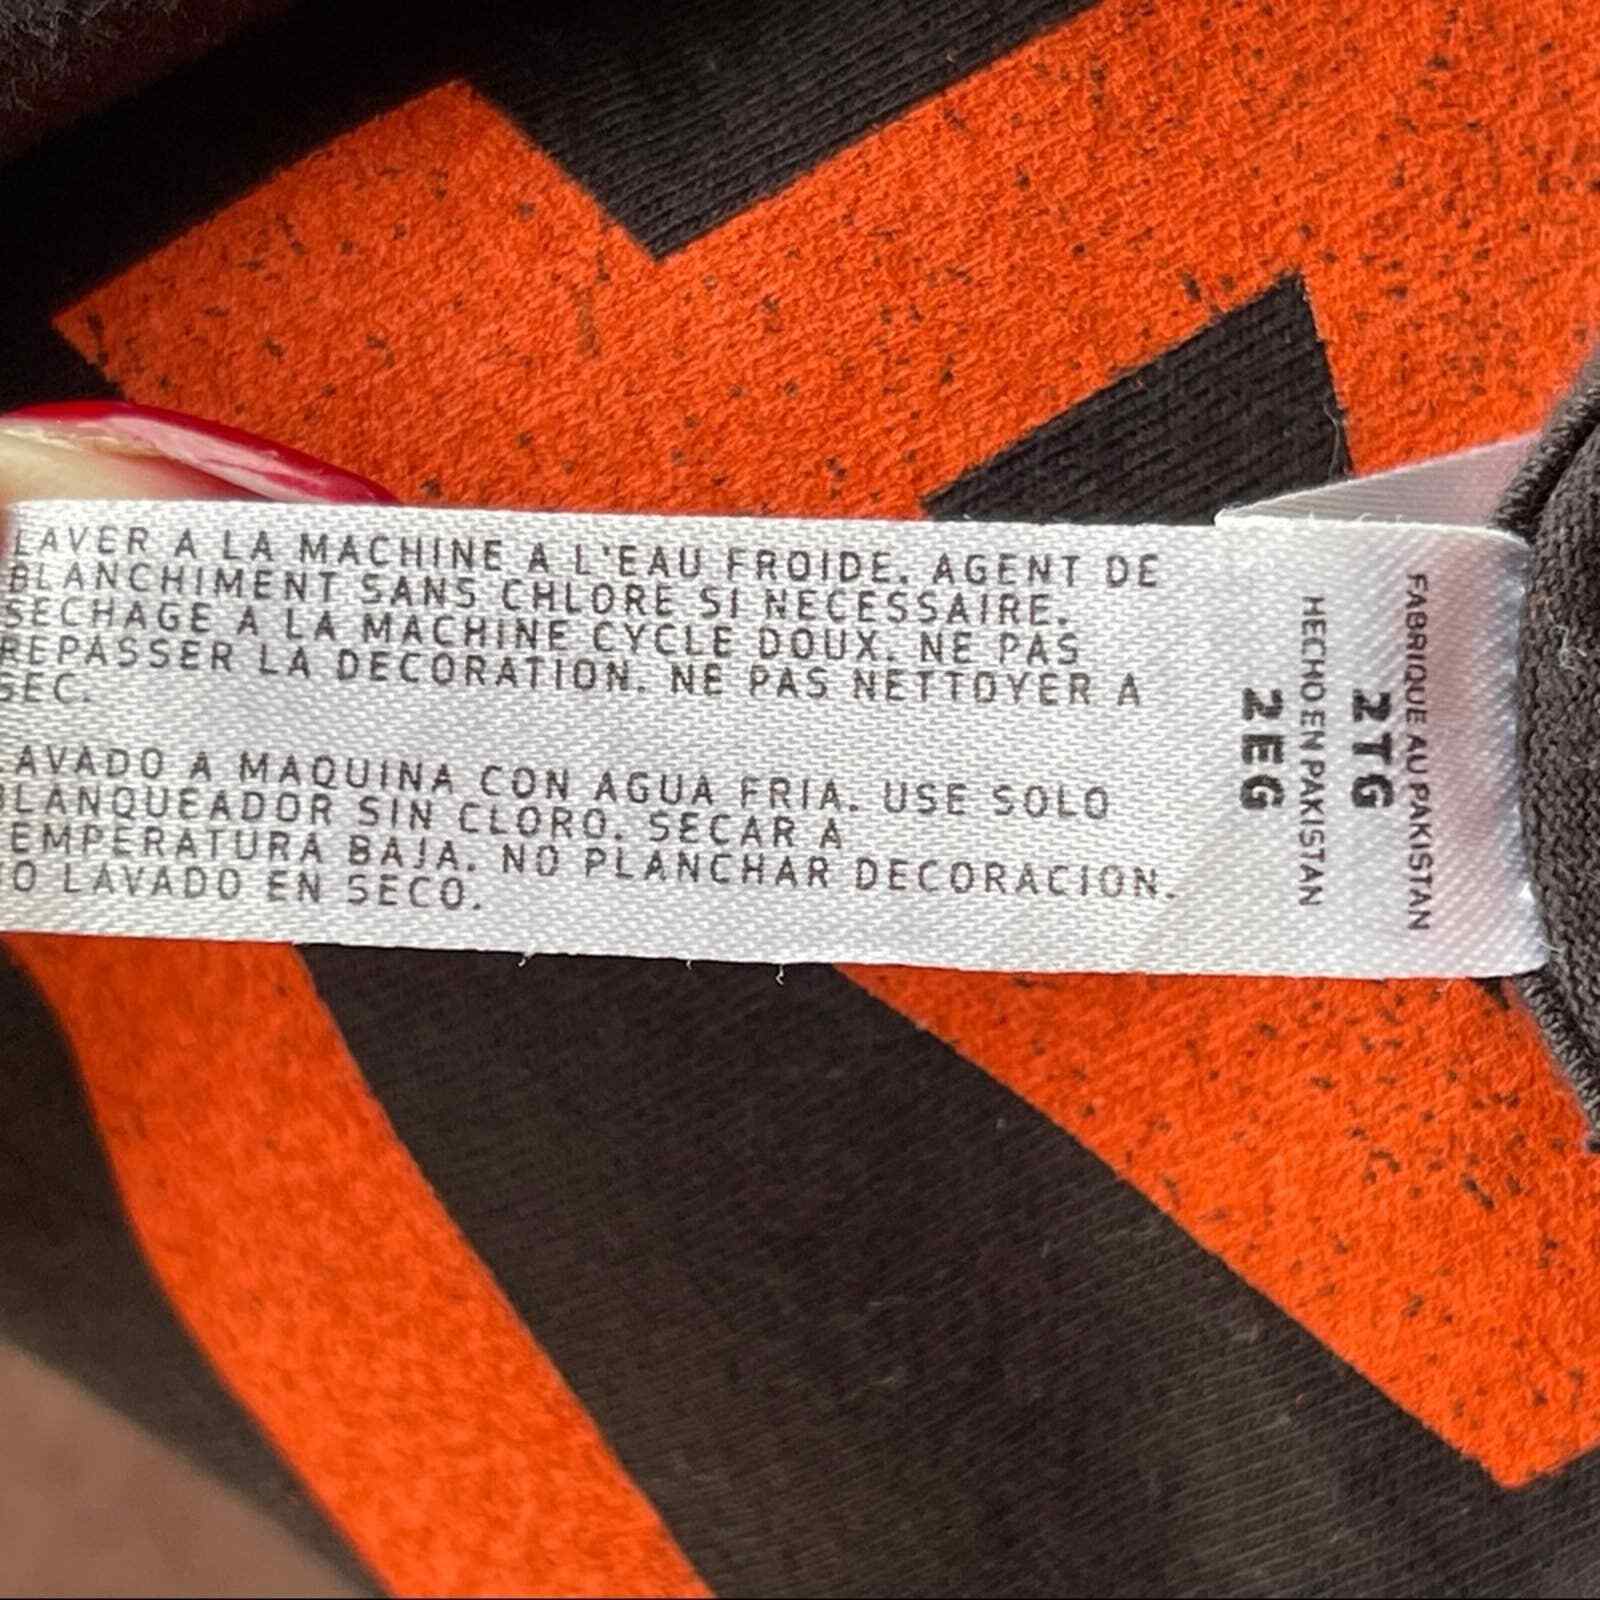 LAVER A LA MACHINE A L'EAU FROIDE. AGENT DE
BLANCHIMENT SANS CHLORE SI NECESSAIRE.
SECHAGE A LA MACHINE CYCLE DOUX. NE PAS
REPASSER LA DECORATION. NE PAS NETTOYER A
SEC.
AVADO A MAQUINA CON AGUA FRIA. USE SOLO
BLANQUEADOR SIN CLORO. SECAR A
EMPERATURA BAJA. NO PLANCHAR DECORACION.
O LAVADO EN SECO.
FABRIQUE AU PAKISTAN
2TG
HECHO EN PAKISTAN
2EG